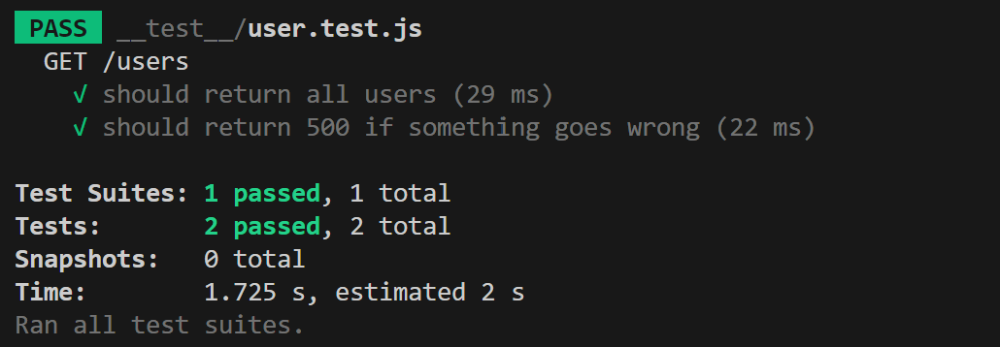 PASS __test__/user.test.js
GET /users
√ should return all users (29 ms)
√ should return 500 if something goes wrong (22 ms)
Test Suites: 1 passed, 1 total
Tests: 2 passed, 2 total
Snapshots: 0 total
Time: 1.725 s, estimated 2 s
Ran all test suites.